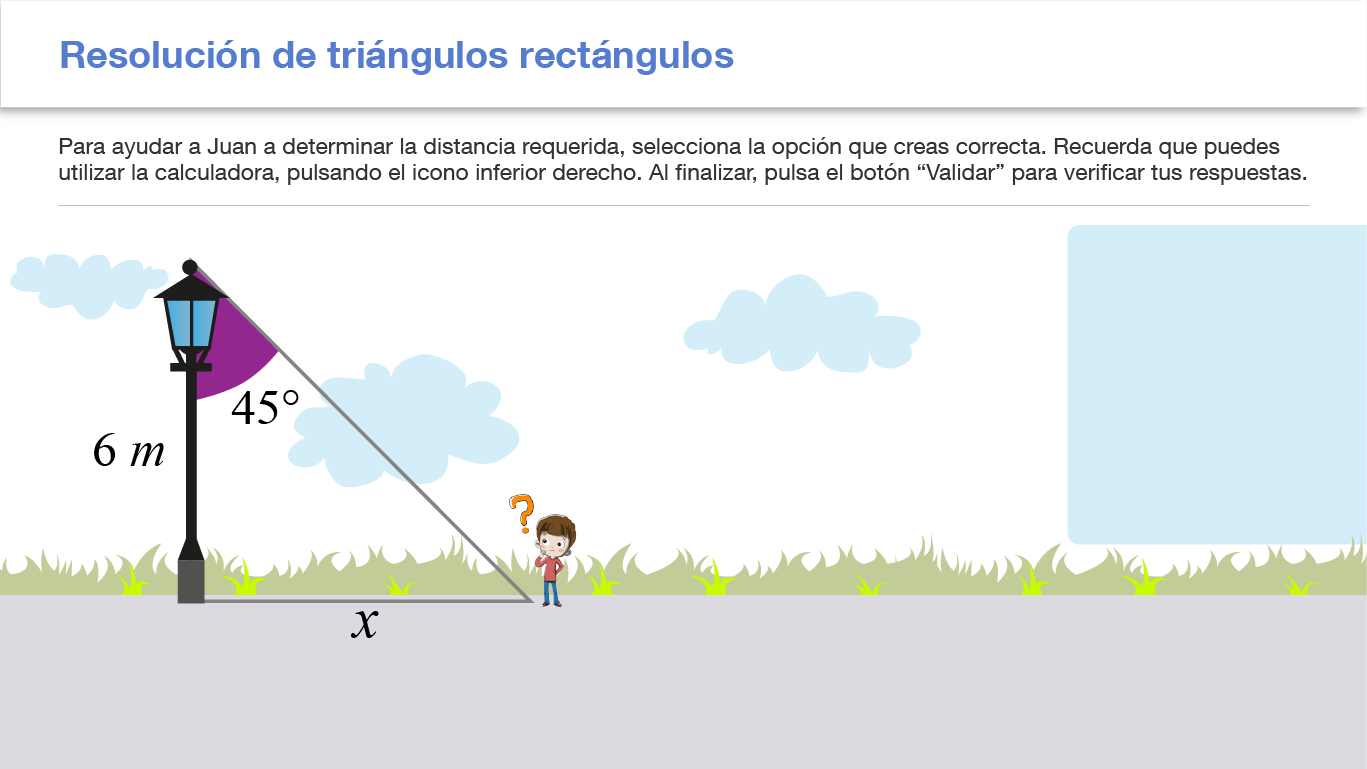 Resolución de triángulos rectángulos
Para ayudar a Juan a determinar la distancia requerida, selecciona la opción que creas correcta. Recuerda que puedes
utilizar la calculadora, pulsando el icono inferior derecho. Al finalizar, pulsa el botón “Validar” para verificar tus respuestas.
45°
6 m
?
x